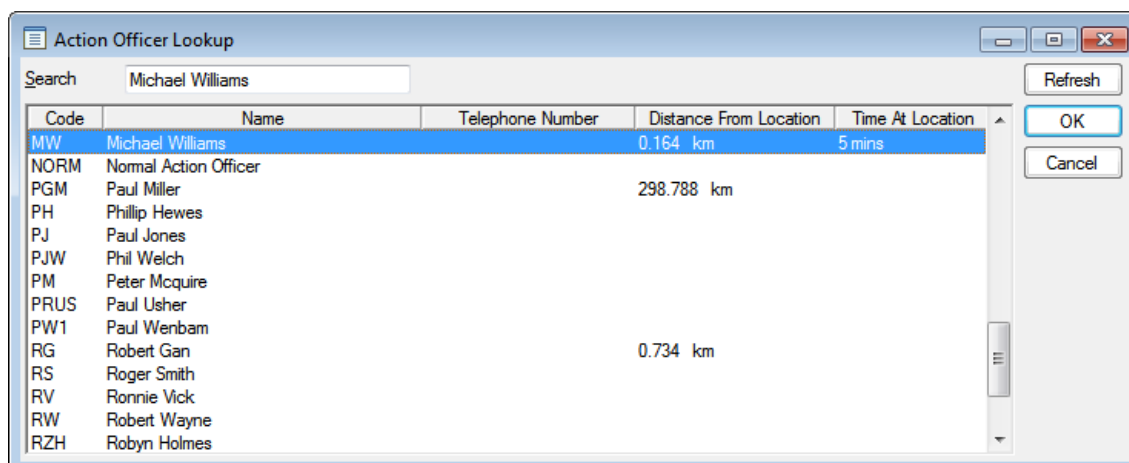 Action Officer Lookup
Search Michael Williams Refresh
Code Name Telephone Number Distance From Location Time At Location OK
MW Michael Williams 0.164 km 5 mins
NORM Normal Action Officer Cancel
PGM Paul Miller 298.788 km
PH Phillip Hewes
PJ Paul Jones
PJW Phil Welch
PM Peter Mcquire
PRUS Paul Usher
PW1 Paul Wenbam
RG Robert Gan 0.734 km
RS Roger Smith
RV Ronnie Vick
RW Robert Wayne
RZH Robyn Holmes